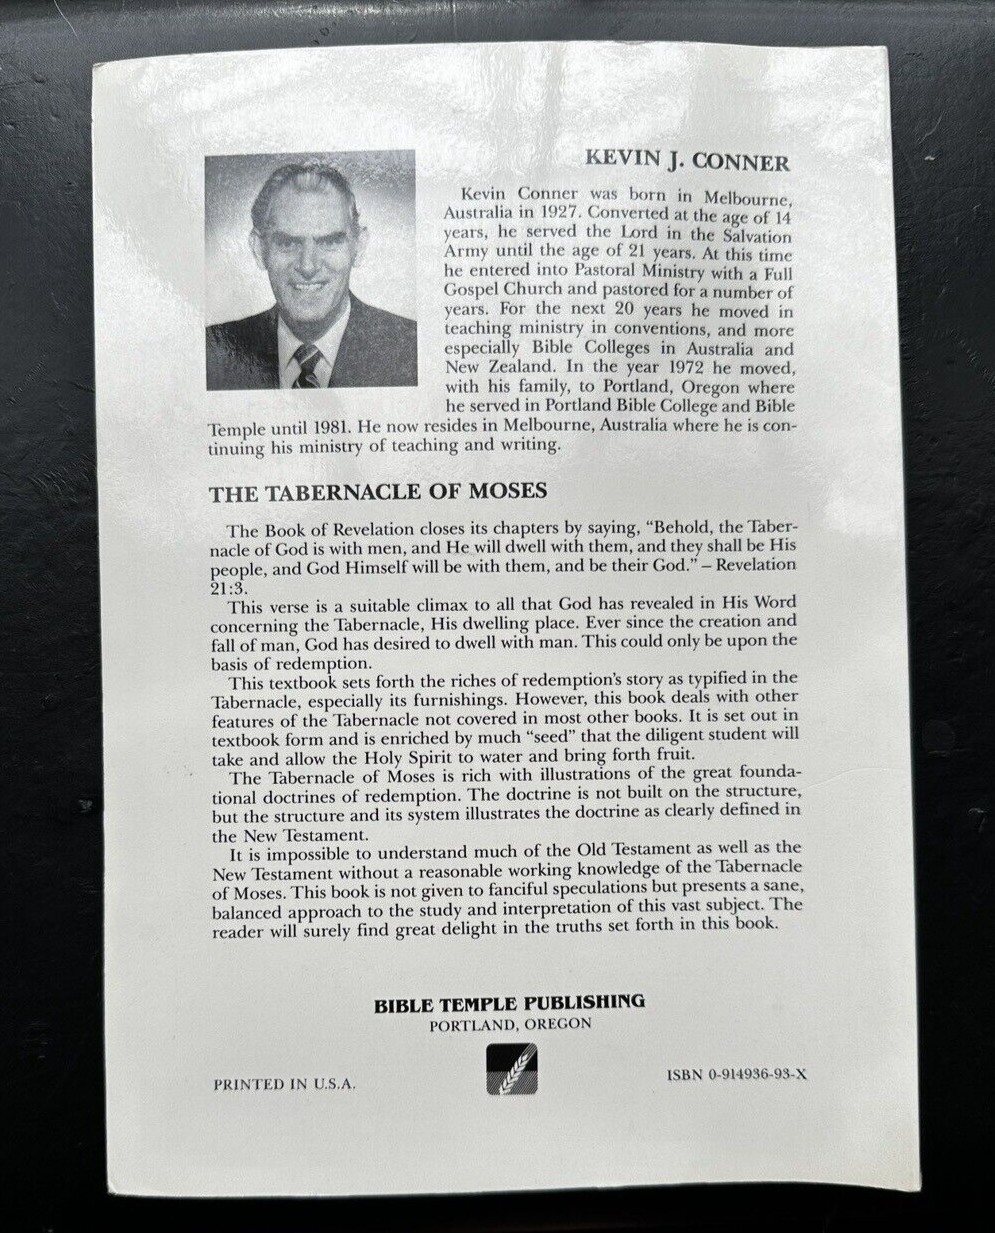 KEVIN J. CONNER
Kevin Conner was born in Melbourne,
Australia in 1927. Converted at the age of 14
years, he served the Lord in the Salvation
Army until the age of 21 years. At this time
he entered into Pastoral Ministry with a Full
Gospel Church and pastored for a number of
years. For the next 20 years he moved in
teaching ministry in conventions, and more
especially Bible Colleges in Australia and
New Zealand. In the year 1972 he moved,
with his family, to Portland, Oregon where
he served in Portland Bible College and Bible
Temple until 1981. He now resides in Melbourne, Australia where he is con-
tinuing his ministry of teaching and writing.
THE TABERNACLE OF MOSES
The Book of Revelation closes its chapters by saying, “Behold, the Taber-
nacle of God is with men, and He will dwell with them, and they shall be His
people, and God Himself will be with them, and be their God.” – Revelation
21:3.
This verse is a suitable climax to all that God has revealed in His Word
concerning the Tabernacle, His dwelling place. Ever since the creation and
fall of man, God has desired to dwell with man. This could only be upon the
basis of redemption.
This textbook sets forth the riches of redemption’s story as typified in the
Tabernacle, especially its furnishings. However, this book deals with other
features of the Tabernacle not covered in most other books. It is set out in
textbook form and is enriched by much “seed” that the diligent student will
take and allow the Holy Spirit to water and bring forth fruit.
The Tabernacle of Moses is rich with illustrations of the great founda-
tional doctrines of redemption. The doctrine is not built on the structure,
but the structure and its system illustrates the doctrine as clearly defined in
the New Testament.
It is impossible to understand much of the Old Testament as well as the
New Testament without a reasonable working knowledge of the Tabernacle
of Moses. This book is not given to fanciful speculations but presents a sane,
balanced approach to the study and interpretation of this vast subject. The
reader will surely find great delight in the truths set forth in this book.
BIBLE TEMPLE PUBLISHING
PORTLAND, OREGON
PRINTED IN U.S.A.
ISBN 0-914936-93-X